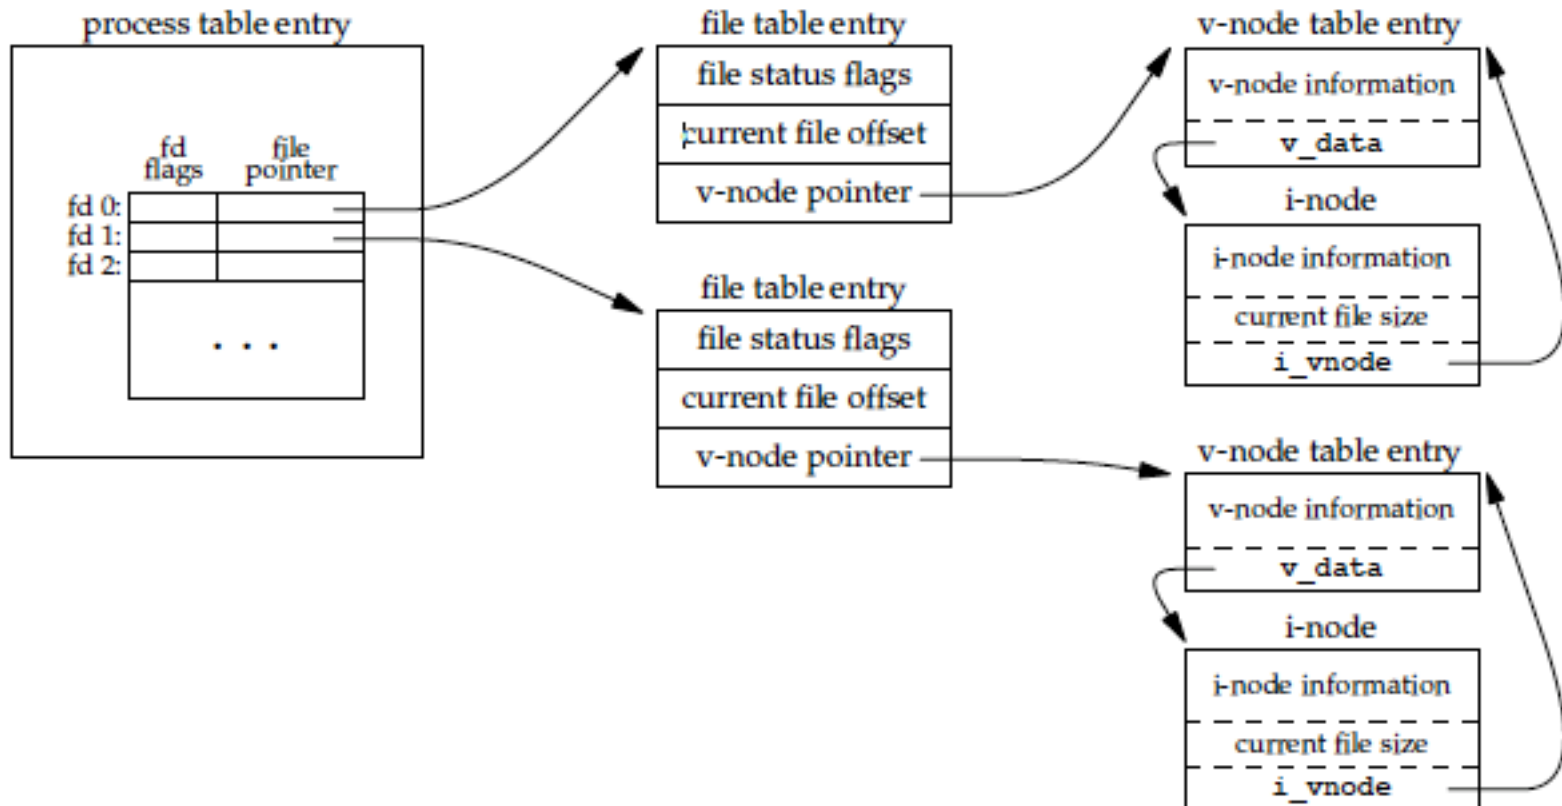 process table entry
fd
flags
file
pointer
fd 0:
fd 1:
fd 2:
. . .
file table entry
file status flags
current file offset
v-node pointer
file table entry
file status flags
current file offset
v-node pointer
v-node table entry
v-node information
v_data
i-node
i-node information
current file size
i_vnode
v-node table entry
v-node information
v_data
i-node
i-node information
current file size
i_vnode